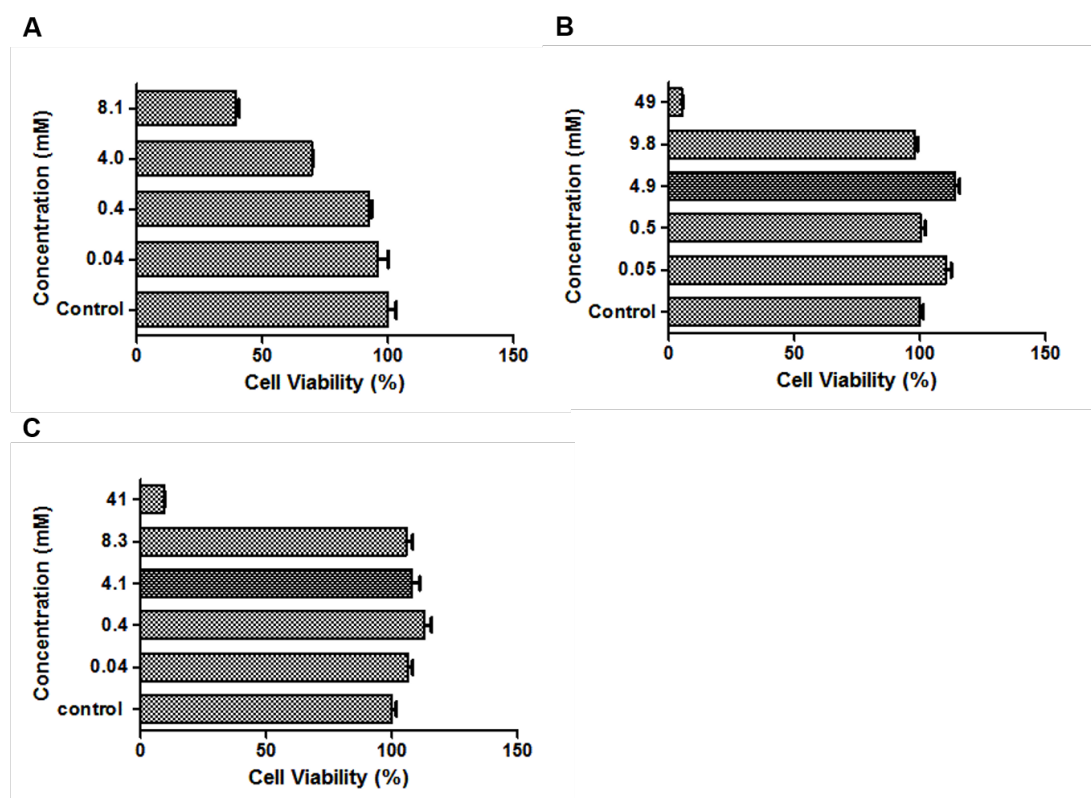 A
Concentration (mM)
8.1
4.0
0.4
0.04
Control
0 50 100 150
Cell Viability (%)
B
Concentration (mM)
49
9.8
4.9
0.5
0.05
Control
0 50 100 150
Cell Viability (%)
C
Concentration (mM)
41
8.3
4.1
0.4
0.04
control
0 50 100 150
Cell Viability (%)